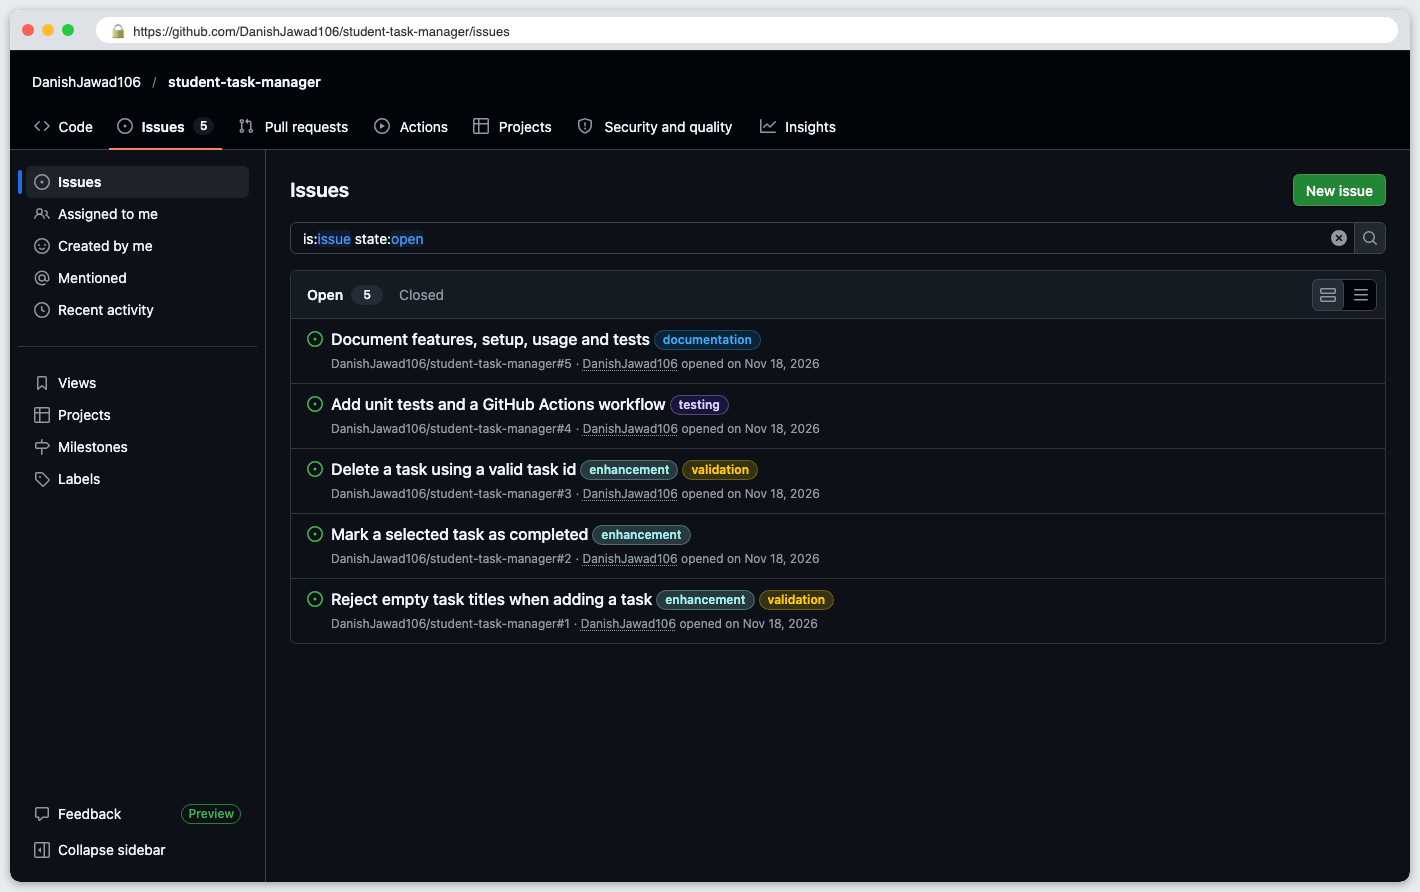 https://github.com/DanishJawad106/student-task-manager/issues
DanishJawad106 / student-task-manager
Code Issues 5 Pull requests Actions Projects Security and quality Insights
Issues
Assigned to me
Created by me
Mentioned
Recent activity
Views
Projects
Milestones
Labels
Feedback Preview
Collapse sidebar
Issues
New issue
is:issue state:open
Open 5 Closed
Document features, setup, usage and tests documentation
DanishJawad106/student-task-manager#5 · DanishJawad106 opened on Nov 18, 2026
Add unit tests and a GitHub Actions workflow testing
DanishJawad106/student-task-manager#4 · DanishJawad106 opened on Nov 18, 2026
Delete a task using a valid task id enhancement validation
DanishJawad106/student-task-manager#3 · DanishJawad106 opened on Nov 18, 2026
Mark a selected task as completed enhancement
DanishJawad106/student-task-manager#2 · DanishJawad106 opened on Nov 18, 2026
Reject empty task titles when adding a task enhancement validation
DanishJawad106/student-task-manager#1 · DanishJawad106 opened on Nov 18, 2026